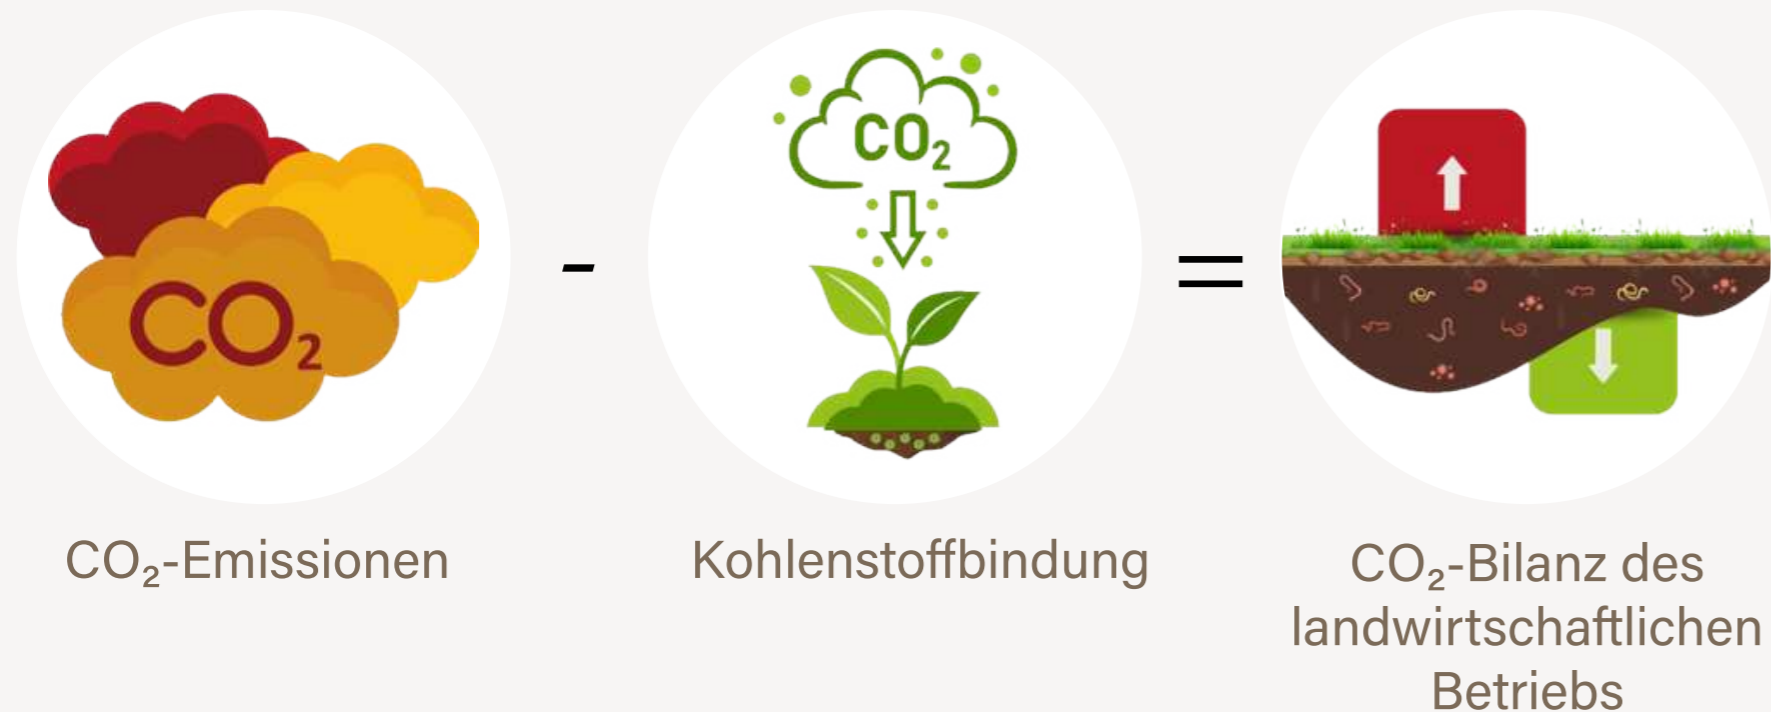 CO₂
-
CO₂
=
CO₂-Emissionen
Kohlenstoffbindung
CO₂-Bilanz des
landwirtschaftlichen
Betriebs